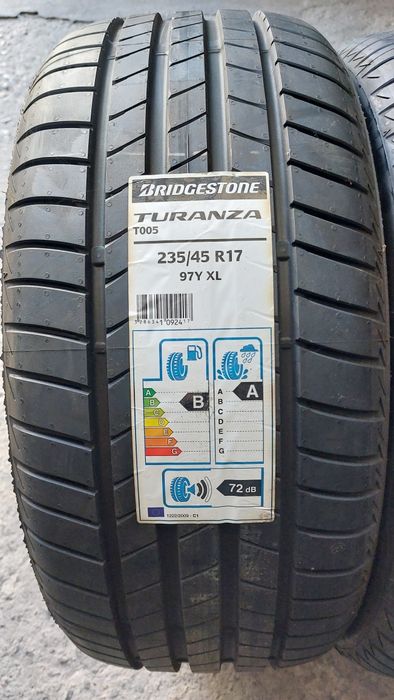 BRIDGESTONE
TURANZA
T005
235/45 R17
97Y XL
A
B
C
D
E
F
G
B
A
B
C
D
E
F
G
A
72 dB
1222/2009 - C1